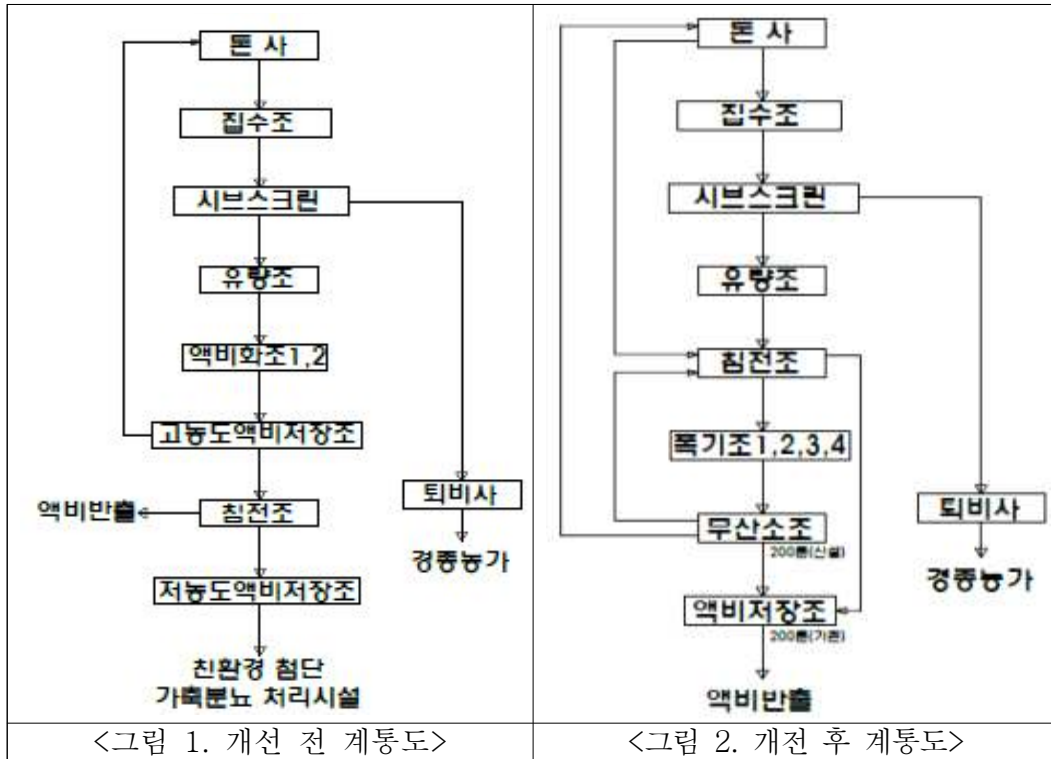 돈 사
집수조
시브스크린
유량조
액비화조1,2
고농도액비저장조
액비반출
침전조
저농도액비저장조
친환경 첨단
가축분뇨 처리시설
퇴비사
경종농가
<그림 1. 개선 전 계통도>
돈 사
집수조
시브스크린
유량조
침전조
폭기조1,2,3,4
무산소조
200톤(신설)
액비저장조
200톤(기존)
액비반출
퇴비사
경종농가
<그림 2. 개전 후 계통도>